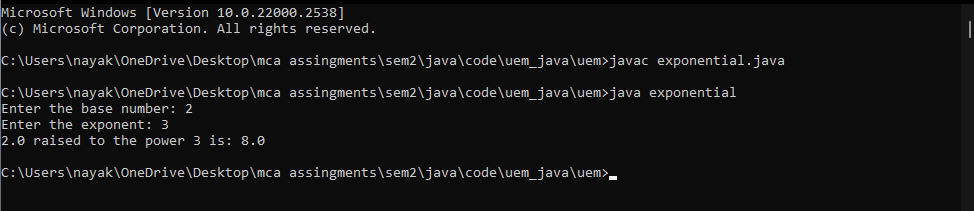 Microsoft Windows [Version 10.0.22000.2538]
(c) Microsoft Corporation. All rights reserved.
C:\Users\nayak\OneDrive\Desktop\mca assingments\sem2\java\code\uem_java\uem>javac exponential.java
C:\Users\nayak\OneDrive\Desktop\mca assingments\sem2\java\code\uem_java\uem>java exponential
Enter the base number: 2
Enter the exponent: 3
2.0 raised to the power 3 is: 8.0
C:\Users\nayak\OneDrive\Desktop\mca assingments\sem2\java\code\uem_java\uem>